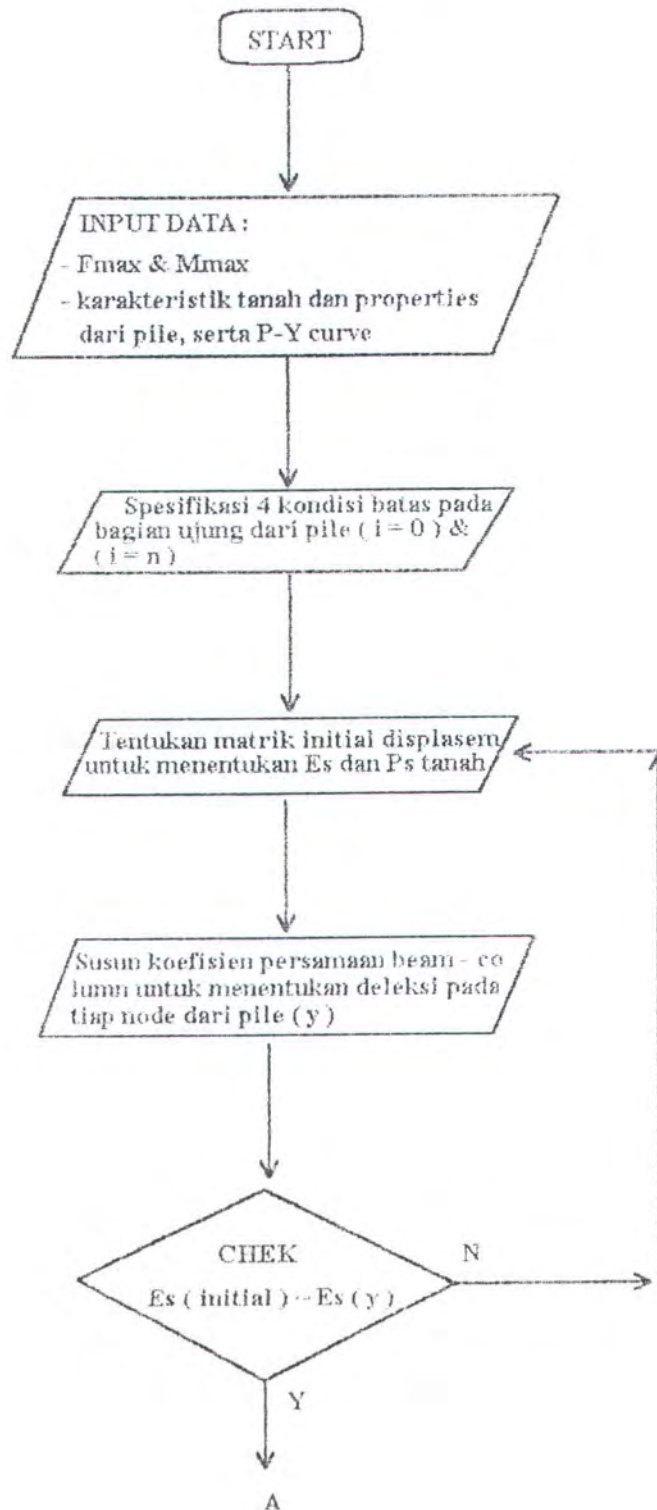 START
INPUT DATA :
- Fmax & Mmax
- karakteristik tanah dan properties
dari pile, serta P-Y curve
Spesifikasi 4 kondisi batas pada
bagian ujung dari pile ( i = 0 ) &
( i = n )
Tentukan matrik initial displasem
untuk menentukan Es dan Ps tanah
Susun koefisien persamaan beam - co
lumn untuk menentukan deleksi pada
tiap node dari pile ( y )
CHEK
N
Es ( initial ) -- Es ( y )
Y
A